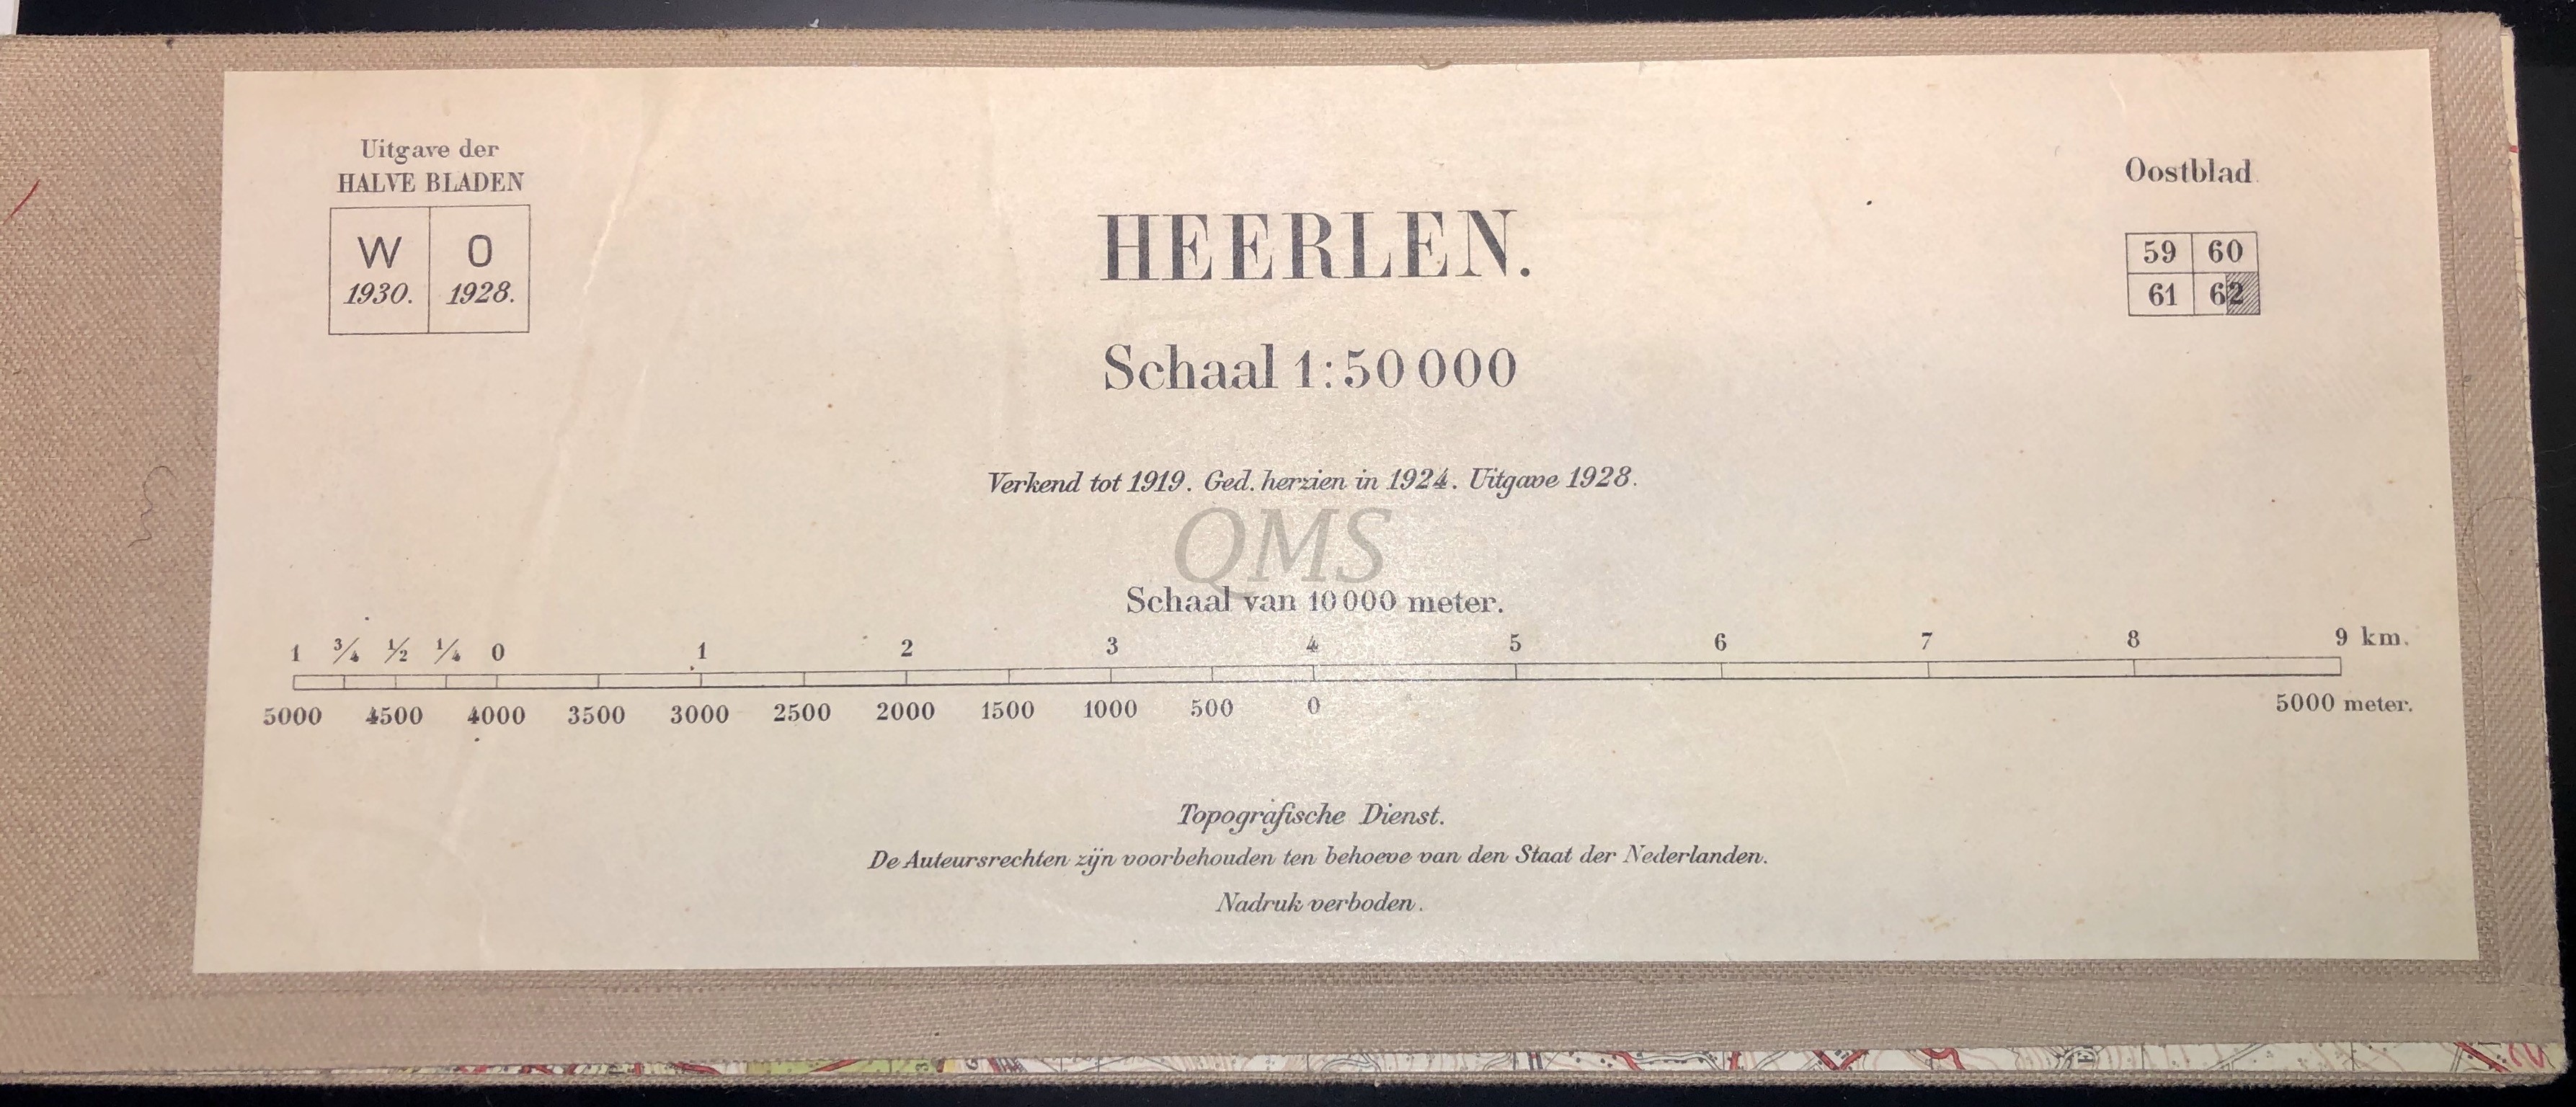 Uitgave der
HALVE BLADEN
W O
1930. 1928.
Oostblad
59 60
61 62
HEERLEN.
Schaal 1:50 000
Verkend tot 1919. Ged. herzien in 1924. Uitgave 1928.
QMS
Schaal van 10 000 meter.
1 3/4 1/2 1/4 0 1 2 3 4 5 6 7 8 9 km.
5000 4500 4000 3500 3000 2500 2000 1500 1000 500 0 5000 meter.
Topografische Dienst.
De Auteursrechten zijn voorbehouden ten behoeve van den Staat der Nederlanden.
Nadruk verboden.